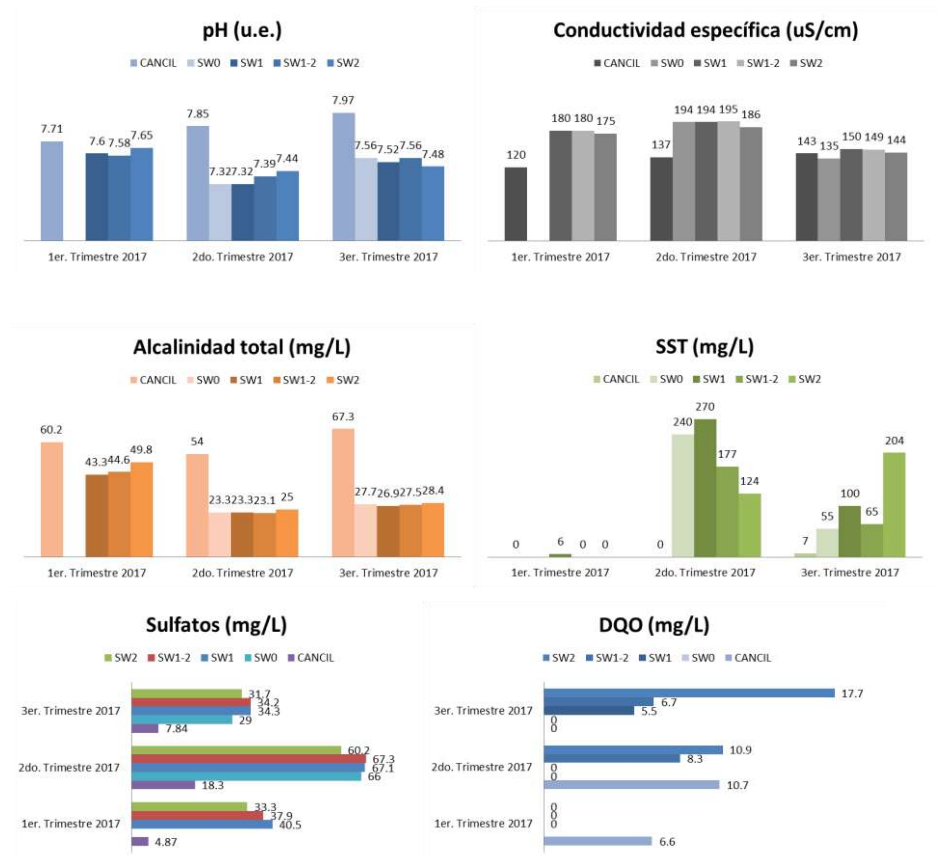 pH (u.e.)
CANCIL SW0 SW1 SW1-2 SW2
7.71 7.6 7.58 7.65
7.85 7.32 7.32 7.39 7.44
7.97 7.56 7.52 7.56 7.48
1er. Trimestre 2017 2do. Trimestre 2017 3er. Trimestre 2017
Conductividad específica (uS/cm)
CANCIL SW0 SW1 SW1-2 SW2
120 180 180 175
137 194 194 195 186
143 135 150 149 144
1er. Trimestre 2017 2do. Trimestre 2017 3er. Trimestre 2017
Alcalinidad total (mg/L)
CANCIL SW0 SW1 SW1-2 SW2
60.2 43.3 44.6 49.8
54 23.3 23.3 23.1 25
67.3 27.7 26.9 27.5 28.4
1er. Trimestre 2017 2do. Trimestre 2017 3er. Trimestre 2017
SST (mg/L)
CANCIL SW0 SW1 SW1-2 SW2
0 6 0 0
0 240 270 177 124
7 55 100 65 204
1er. Trimestre 2017 2do. Trimestre 2017 3er. Trimestre 2017
Sulfatos (mg/L)
SW2 SW1-2 SW1 SW0 CANCIL
31.7
34.2
3er. Trimestre 2017 34.3
29
7.84
60.2
67.3
2do. Trimestre 2017 67.1
66
18.3
33.3
37.9
1er. Trimestre 2017 40.5
4.87
DQO (mg/L)
SW2 SW1-2 SW1 SW0 CANCIL
17.7
6.7
3er. Trimestre 2017 5.5
0
0
10.9
8.3
2do. Trimestre 2017 0
0
10.7
0
0
1er. Trimestre 2017 0
6.6